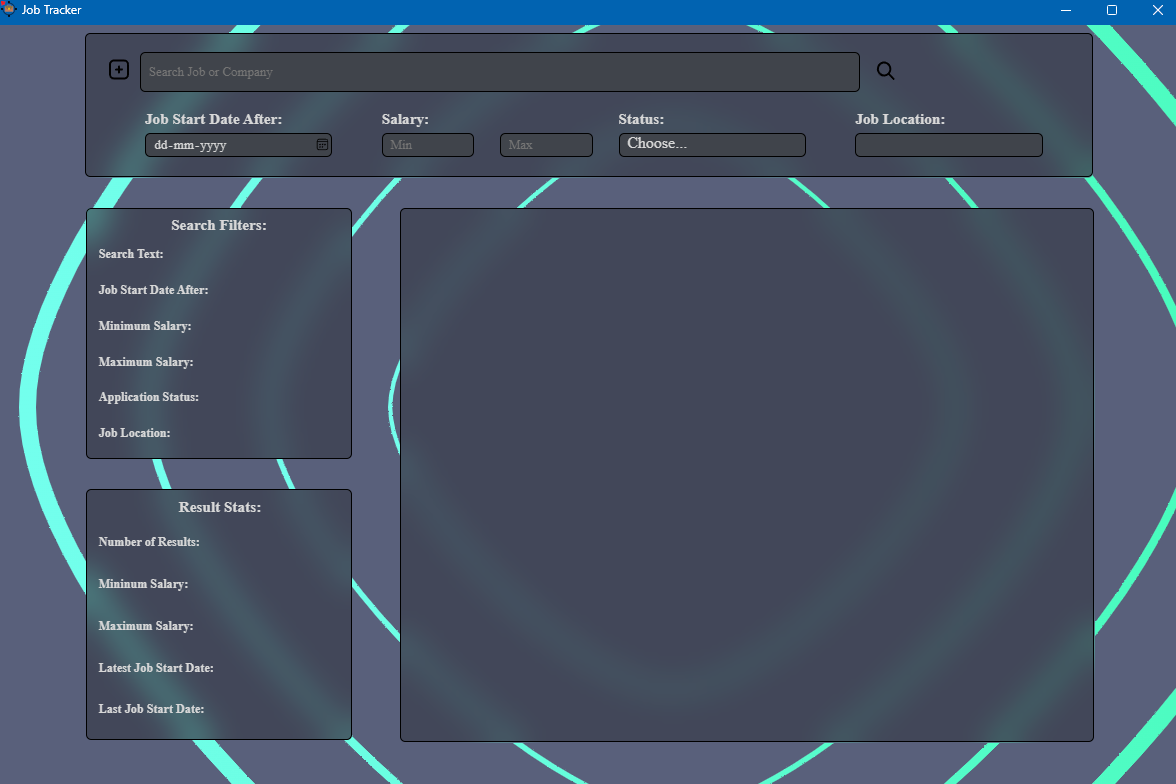 Job Tracker
Search Job or Company
Job Start Date After: Salary: Status: Job Location:
dd-mm-yyyy Min Max Choose...
Search Filters:
Search Text:
Job Start Date After:
Minimum Salary:
Maximum Salary:
Application Status:
Job Location:
Result Stats:
Number of Results:
Mininum Salary:
Maximum Salary:
Latest Job Start Date:
Last Job Start Date: